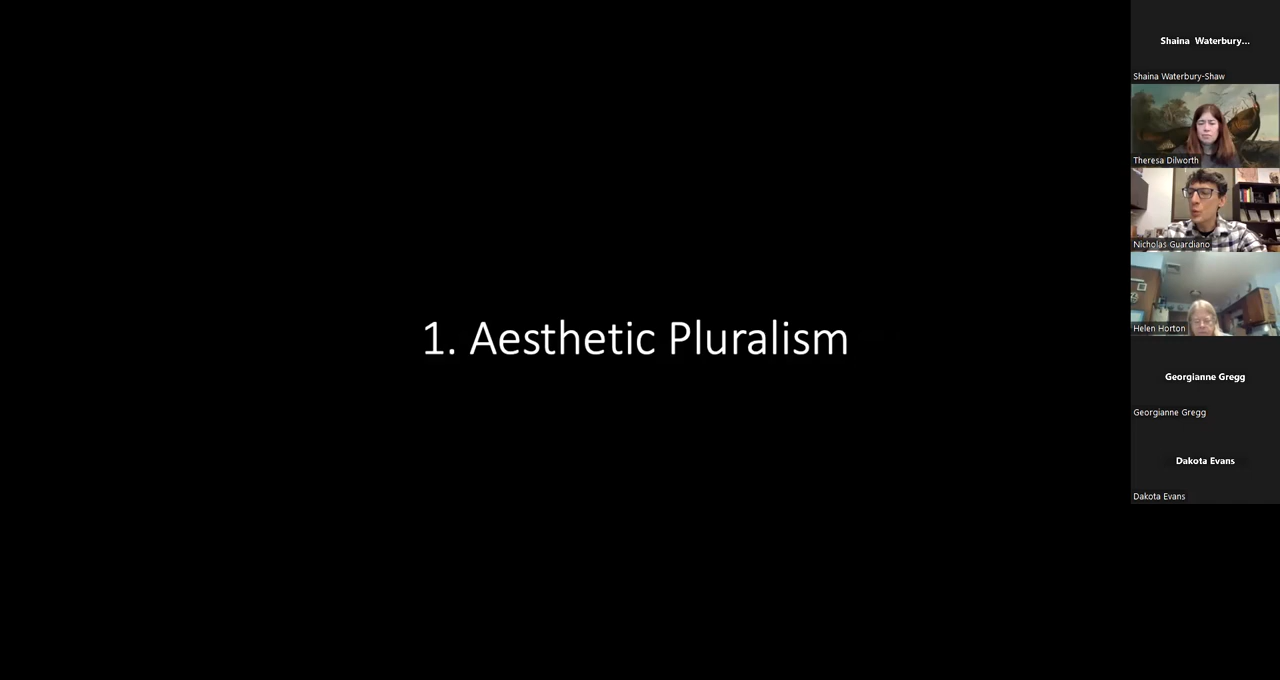 1. Aesthetic Pluralism
Shaina Waterbury...
Shaina Waterbury-Shaw
Theresa Dilworth
Nicholas Guardiano
Helen Horton
Georgianne Gregg
Georgianne Gregg
Dakota Evans
Dakota Evans